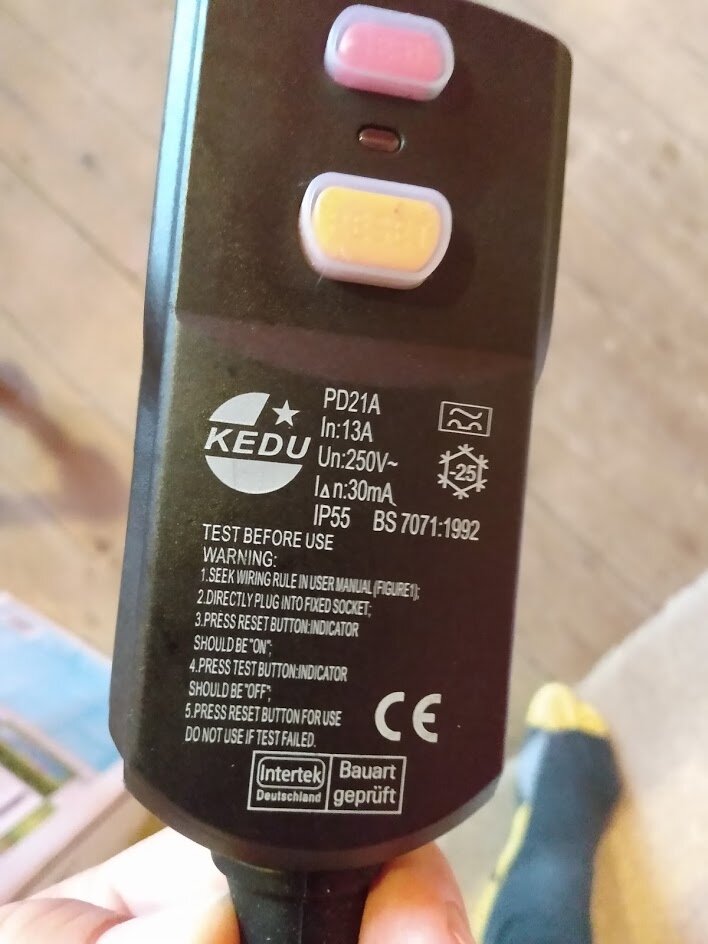 TEST
RESET
KEDU
PD21A
In:13A
Un:250V~
I∆n:30mA
IP55 BS 7071:1992
-25
TEST BEFORE USE
WARNING:
1.SEEK WIRING RULE IN USER MANUAL (FIGURE1);
2.DIRECTLY PLUG INTO FIXED SOCKET;
3.PRESS RESET BUTTON:INDICATOR
SHOULD BE "ON";
4.PRESS TEST BUTTON:INDICATOR
SHOULD BE "OFF";
5.PRESS RESET BUTTON FOR USE
DO NOT USE IF TEST FAILED.
CE
Intertek
Deutschland
Bauart
geprüft